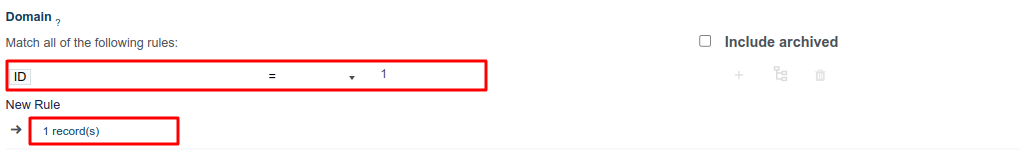 Domain ?
Match all of the following rules:
Include archived
ID = 1
New Rule
1 record(s)